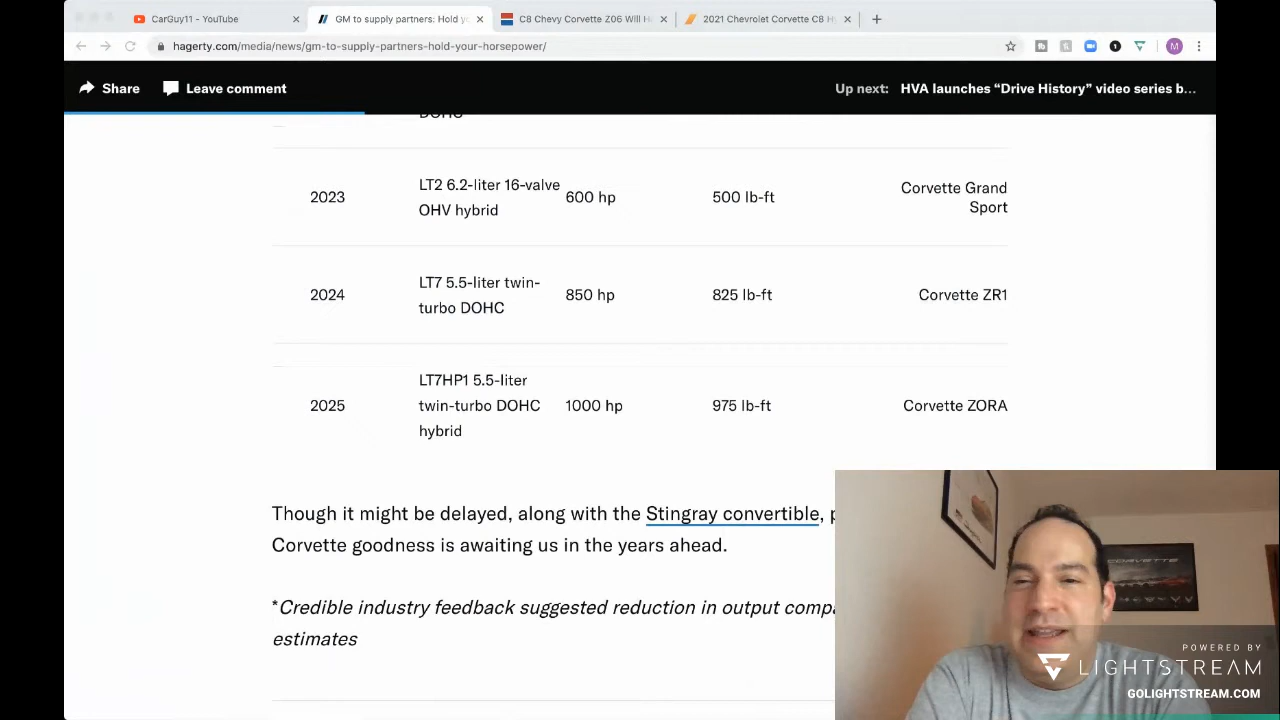 CarGuy11 - YouTube
GM to supply partners: Hold yo
C8 Chevy Corvette Z06 Will H
2021 Chevrolet Corvette C8 H
hagerty.com/media/news/gm-to-supply-partners-hold-your-horsepower/
M
Share
Leave comment
Up next: HVA launches “Drive History” video series b...
DOHC
2023
LT2 6.2-liter 16-valve
OHV hybrid
600 hp
500 lb-ft
Corvette Grand
Sport
2024
LT7 5.5-liter twin-
turbo DOHC
850 hp
825 lb-ft
Corvette ZR1
2025
LT7HP1 5.5-liter
twin-turbo DOHC
hybrid
1000 hp
975 lb-ft
Corvette ZORA
Though it might be delayed, along with the Stingray convertible, p
Corvette goodness is awaiting us in the years ahead.
*Credible industry feedback suggested reduction in output compa
estimates
CORVETTE
POWERED BY
LIGHTSTREAM
GOLIGHTSTREAM.COM